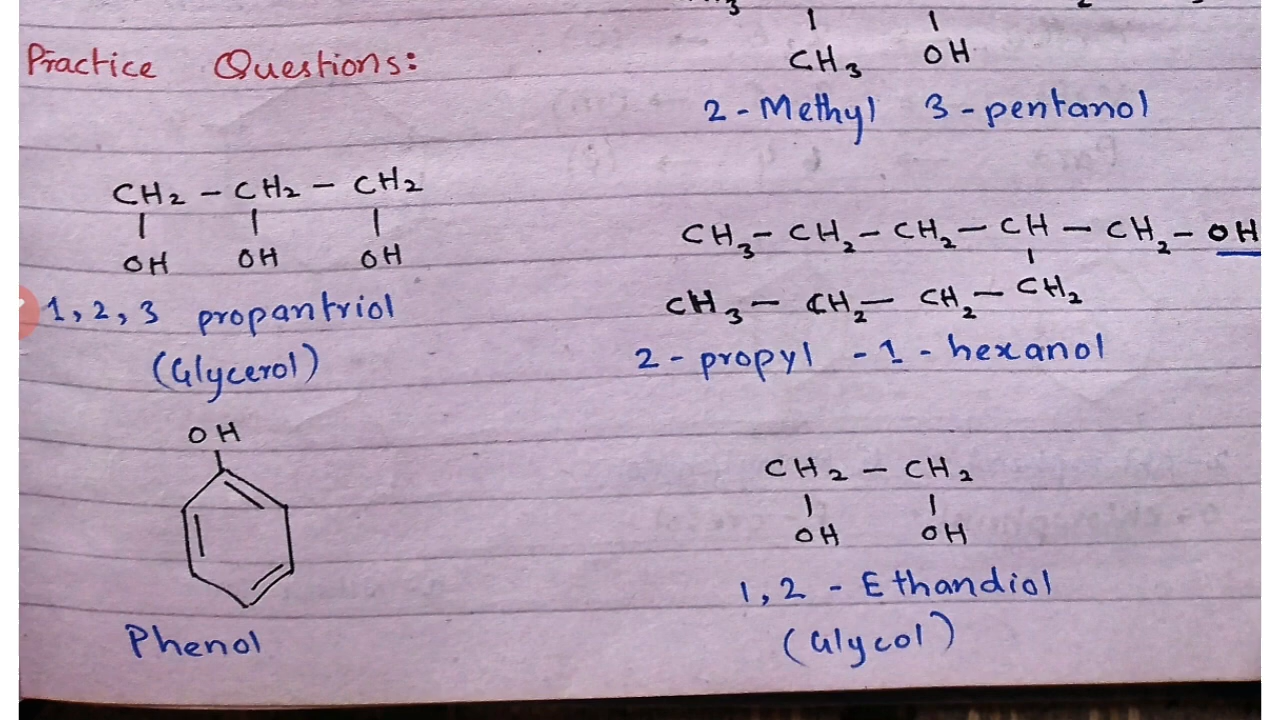 Practice Questions:
CH3 OH
2-Methyl 3-pentanol
CH2 - CH2 - CH2
OH OH OH
1,2,3 propantriol
(Glycerol)
CH3 - CH2 - CH2 - CH - CH2 - OH
CH3 - CH2 - CH2 - CH2
2-propyl -1-hexanol
OH
Phenol
CH2 - CH2
OH OH
1,2 - Ethandiol
(Glycol)